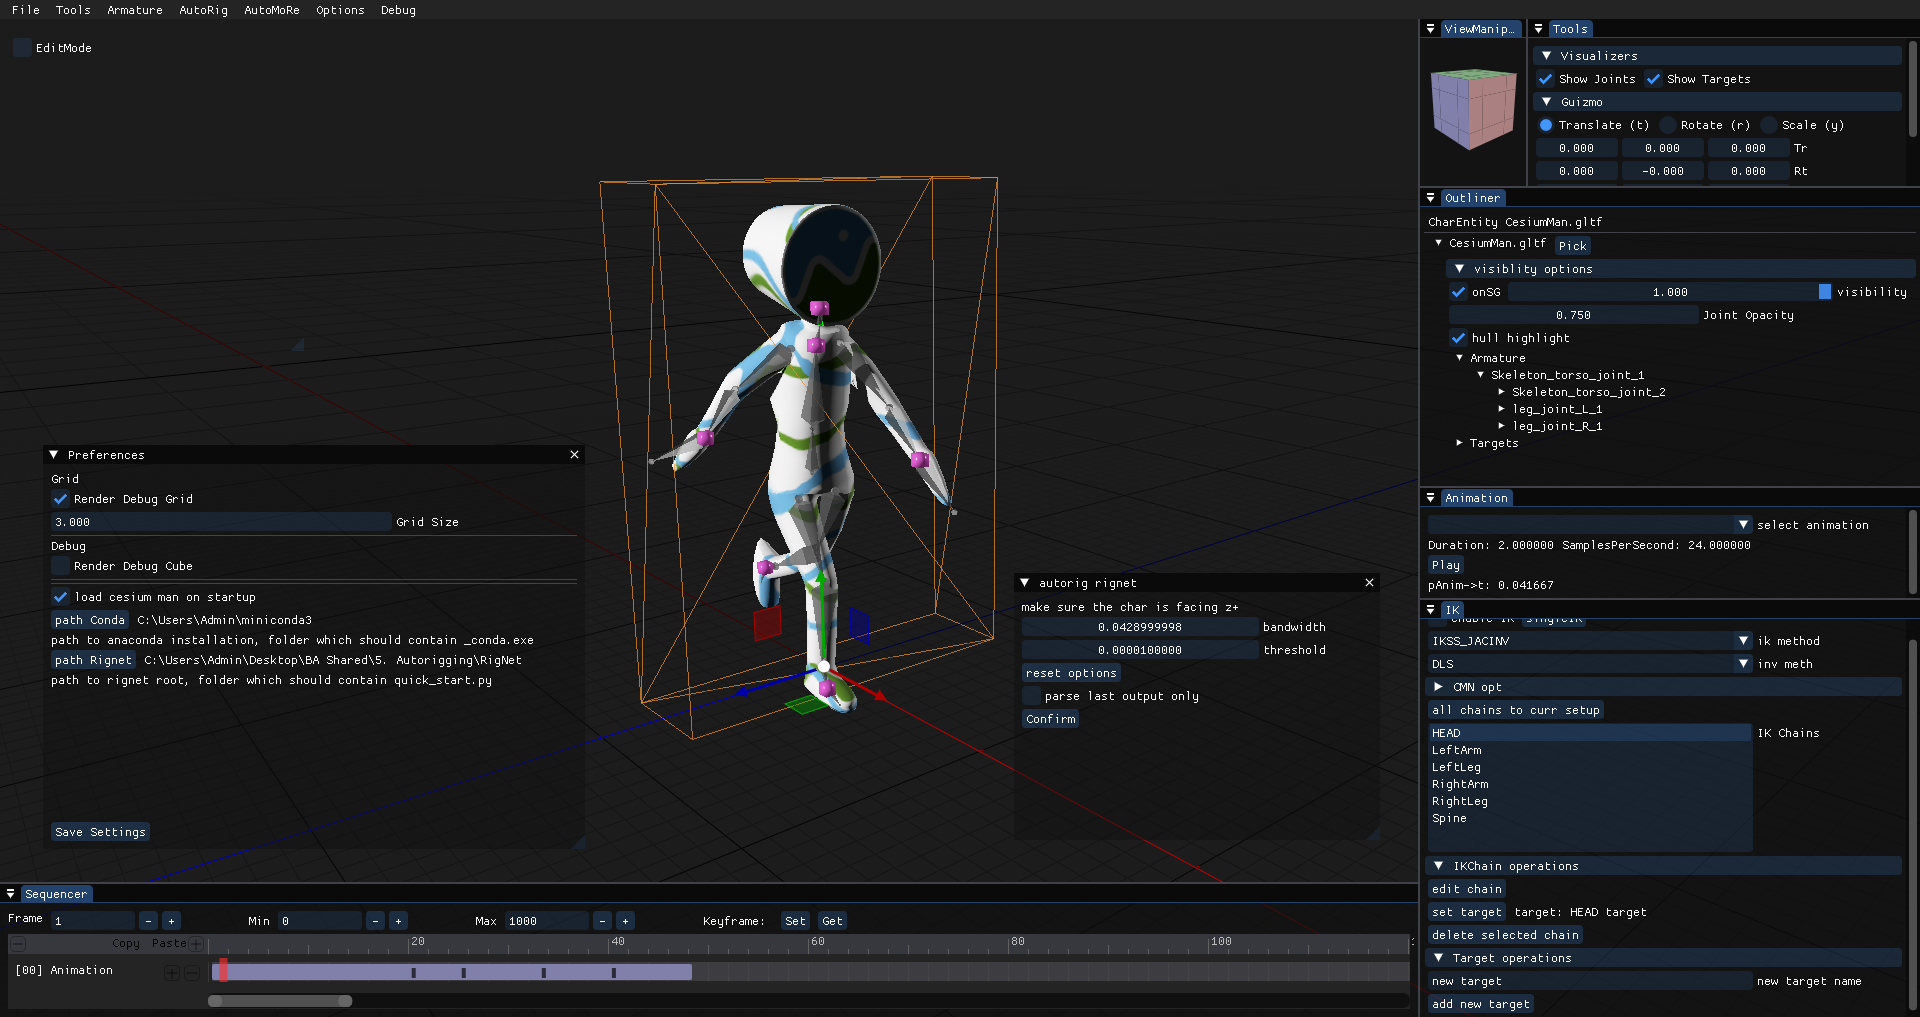 File Tools Armature AutoRig AutoMoRe Options Debug
EditMode
Preferences
Grid
Render Debug Grid
3.000 Grid Size
Debug
Render Debug Cube
load cesium man on startup
path Conda C:\Users\Admin\miniconda3
path to anaconda installation, folder which should contain _conda.exe
path Rignet C:\Users\Admin\Desktop\BA Shared\5. Autorigging\RigNet
path to rignet root, folder which should contain quick_start.py
Save Settings
autorig rignet
make sure the char is facing z+
0.0428999998 bandwidth
0.0000100000 threshold
reset options
parse last output only
Confirm
ViewManip...
Tools
Visualizers
Show Joints Show Targets
Guizmo
Translate (t) Rotate (r) Scale (y)
0.000 0.000 0.000 Tr
0.000 -0.000 0.000 Rt
Outliner
CharEntity CesiumMan.gltf
CesiumMan.gltf Pick
visiblity options
onSG 1.000 visibility
0.750 Joint Opacity
hull highlight
Armature
Skeleton_torso_joint_1
Skeleton_torso_joint_2
leg_joint_L_1
leg_joint_R_1
Targets
Animation
select animation
Duration: 2.000000 SamplesPerSecond: 24.000000
Play
pAnim->t: 0.041667
IK
enable IK singleIK
IKSS_JACINV ik method
DLS inv meth
CMN opt
all chains to curr setup
HEAD IK Chains
LeftArm
LeftLeg
RightArm
RightLeg
Spine
IKChain operations
edit chain
set target target: HEAD target
delete selected chain
Target operations
new target new target name
add new target
Sequencer
Frame 1 - + Min 0 - + Max 1000 - + Keyframe: Set Get
Copy Paste 20 40 60 80 100
[00] Animation